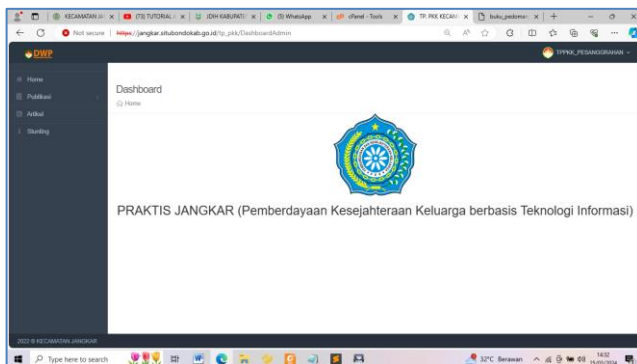 KECAMATAN JA
(73) TUTORIAL
JDIH KABUPATE
(3) WhatsApp
cPanel - Tools
TP. PKK KECAM
buku_pedoman
Not secure
https://jangkar.situbondokab.go.id/tp_pkk/DashboardAdmin
DWP
TPPKK_PESANGGRAHAN
Home
Publikasi
Artikel
Stunting
Dashboard
Home
PRAKTIS JANGKAR (Pemberdayaan Kesejahteraan Keluarga berbasis Teknologi Informasi)
2022 © KECAMATAN JANGKAR
Type here to search
32°C Berawan
14:32